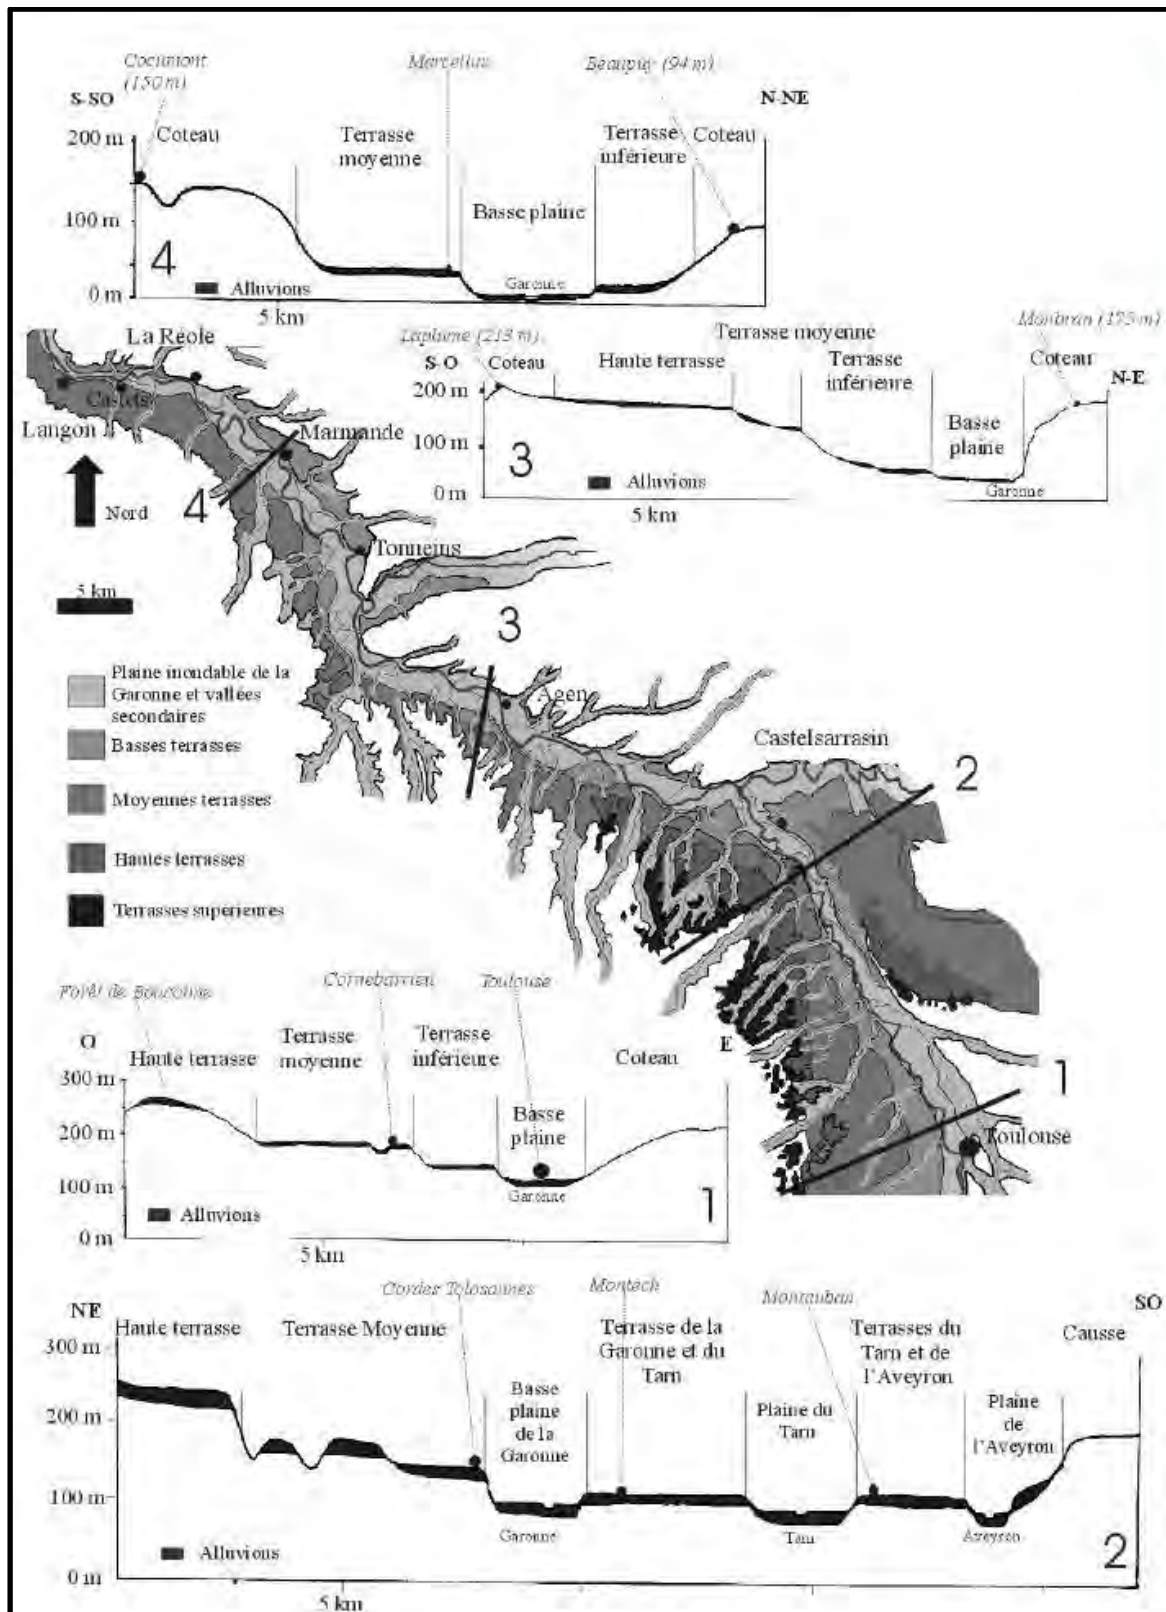 Cocumont
(150 m)
Marcellus
Beaupuy (94 m)
S-SO
N-NE
200 m
Coteau
Terrasse
moyenne
Terrasse
inférieure
Coteau
100 m
Basse plaine
4
Alluvions
Garonne
0 m
5 km
La Réole
Castets
Langon
Marmande
4
Nord
Tonneins
5 km
Laplume (213 m)
Terrasse moyenne
Monbran (175 m)
S-O
Coteau
Haute terrasse
Terrasse
inférieure
Coteau
N-E
200 m
100 m
Basse
plaine
3
Alluvions
0 m
Garonne
5 km
3
Agen
Castelsarrasin
2
1
Toulouse
Plaine inondable de la
Garonne et vallées
secondaires
Basses terrasses
Moyennes terrasses
Hautes terrasses
Terrasses supérieures
Forêt de Bouconne
Cornebarrieu
Toulouse
O
E
Haute terrasse
Terrasse
moyenne
Terrasse
inférieure
Coteau
300 m
200 m
Basse
plaine
100 m
Garonne
Alluvions
1
0 m
5 km
Cordes Tolosannes
Montech
Montauban
NE
SO
Haute terrasse
Terrasse Moyenne
Terrasse de la
Garonne et du
Tarn
Terrasses du
Tarn et de
l'Aveyron
Causse
300 m
Basse
plaine
de la
Garonne
Plaine du
Tarn
Plaine
de
l'Aveyron
200 m
100 m
Garonne
Tarn
Aveyron
Alluvions
2
0 m
5 km